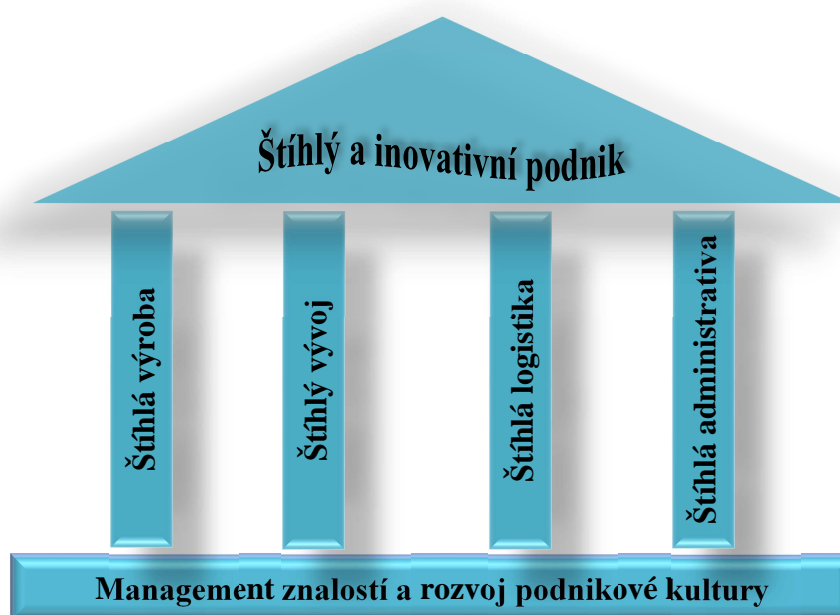 Štíhlý a inovativní podnik
Štíhlá výroba
Štíhlý vývoj
Štíhlá logistika
Štíhlá administrativa
Management znalostí a rozvoj podnikové kultury